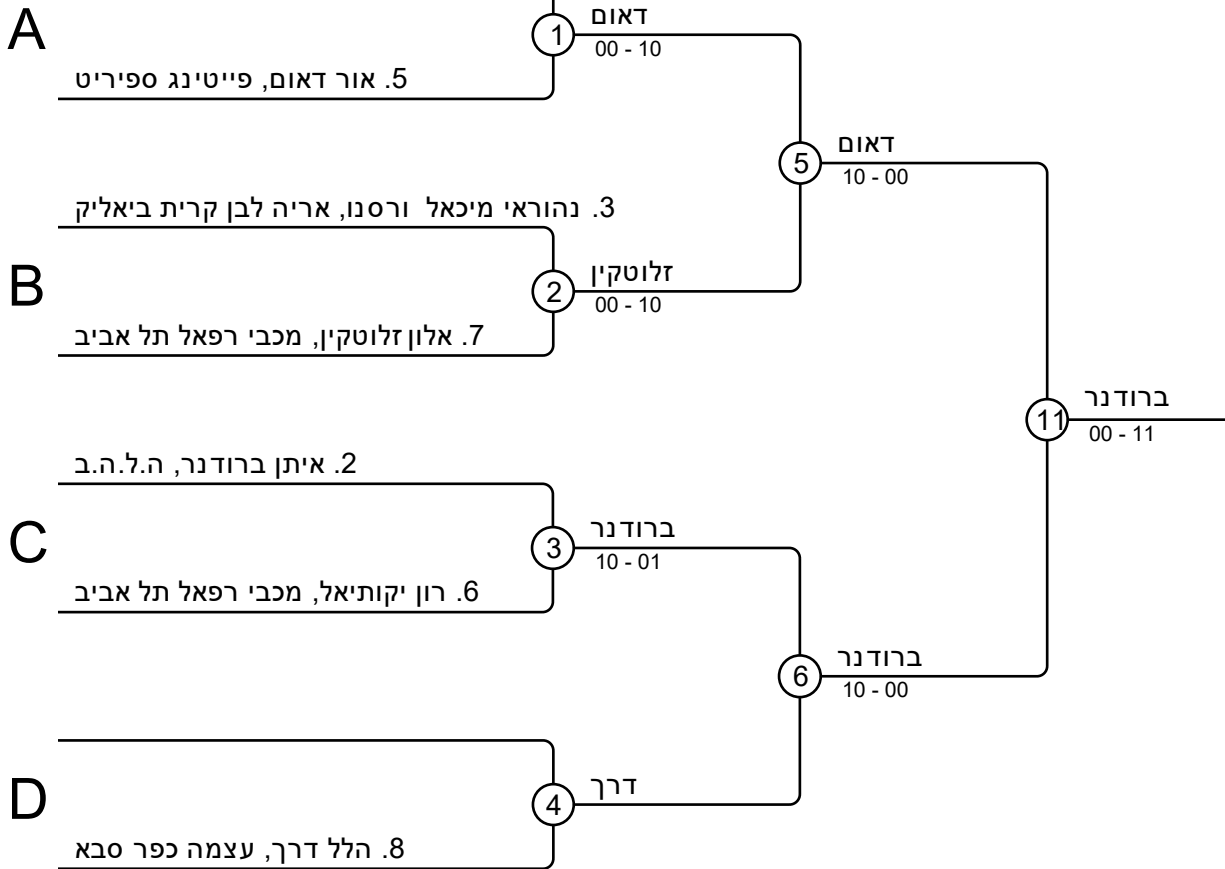 A
1
דאום
00 - 10
5. אור דאום, פייטינג ספיריט
5
דאום
10 - 00
3. נהוראי מיכאל ורסנו, אריה לבן קרית ביאליק
B
2
זלוטקין
00 - 10
7. אלון זלוטקין, מכבי רפאל תל אביב
11
ברודנר
00 - 11
2. איתן ברודנר, ה.ל.ה.ב
C
3
ברודנר
10 - 01
6. רון יקותיאל, מכבי רפאל תל אביב
6
ברודנר
10 - 00
D
4
דרך
8. הלל דרך, עצמה כפר סבא